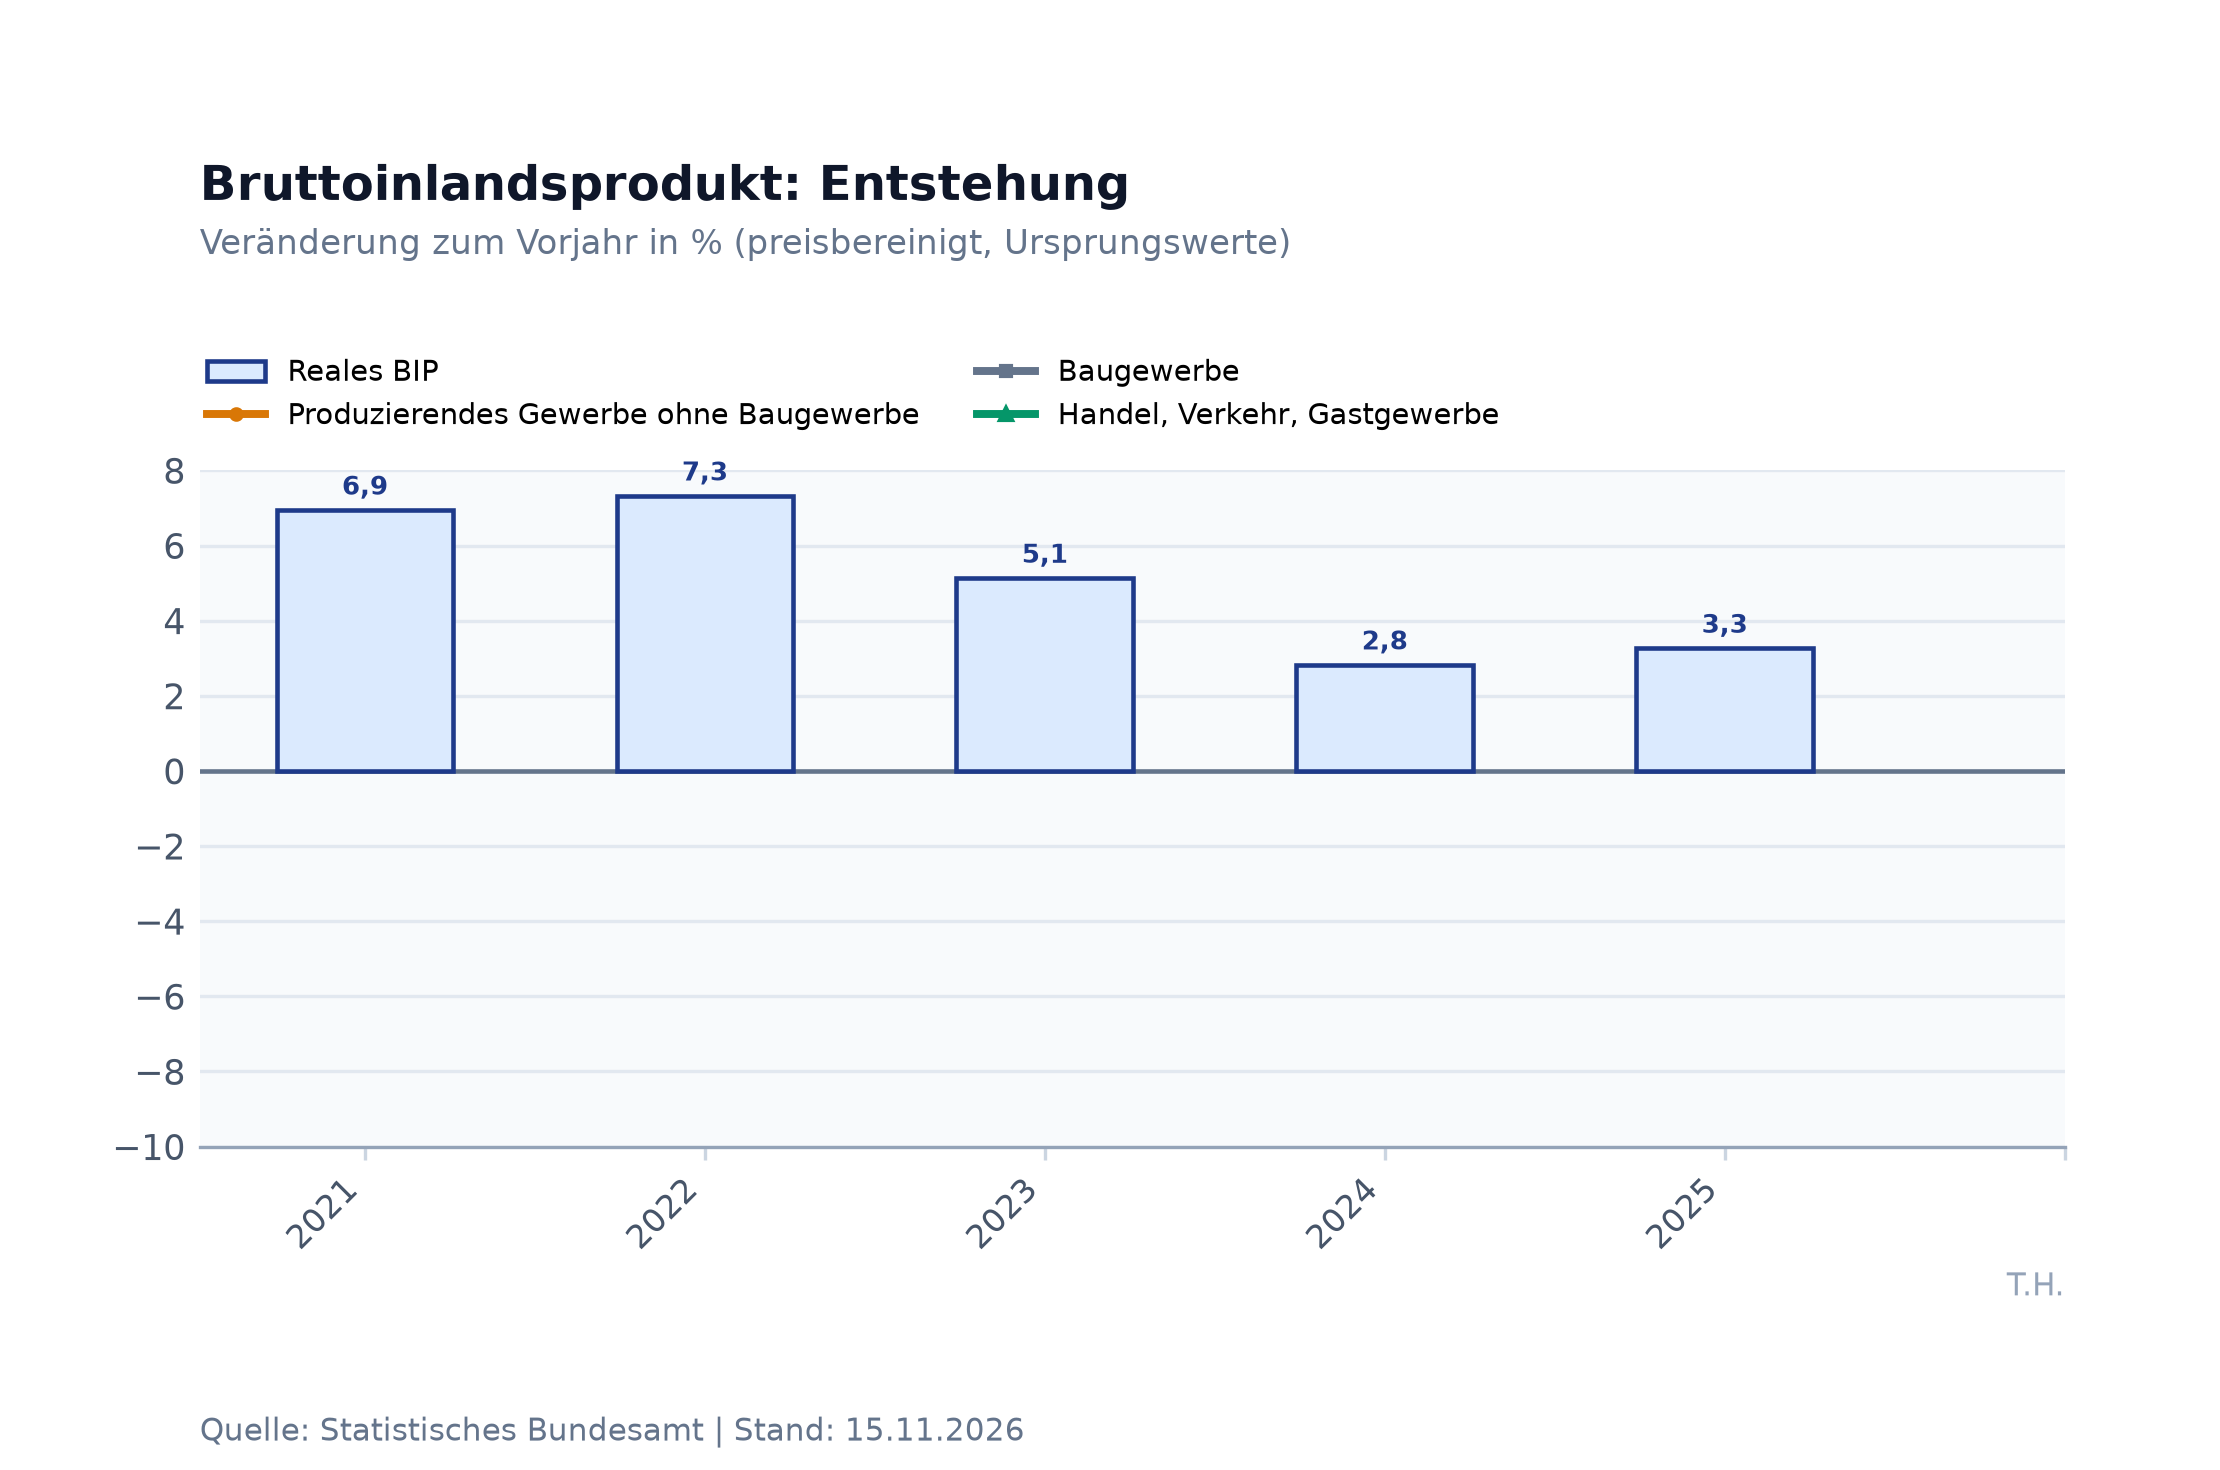 Bruttoinlandsprodukt: Entstehung
Veränderung zum Vorjahr in % (preisbereinigt, Ursprungswerte)
Reales BIP
Baugewerbe
Produzierendes Gewerbe ohne Baugewerbe
Handel, Verkehr, Gastgewerbe
8
6
4
2
0
−2
−4
−6
−8
−10
6,9
7,3
5,1
2,8
3,3
2021
2022
2023
2024
2025
T.H.
Quelle: Statistisches Bundesamt | Stand: 15.11.2026